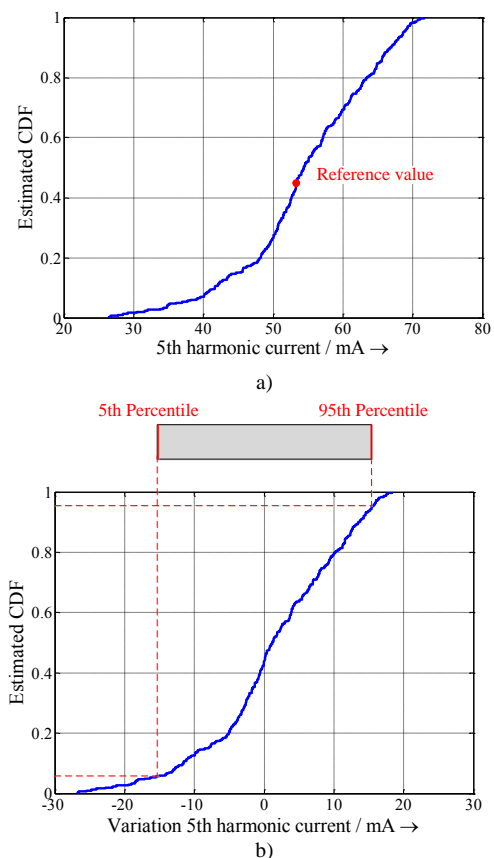 1
0.8
0.6
0.4
0.2
0
Estimated CDF
Reference value
20 30 40 50 60 70 80
5th harmonic current / mA →
a)
5th Percentile 95th Percentile
1
0.8
0.6
0.4
0.2
0
Estimated CDF
-30 -20 -10 0 10 20 30
Variation 5th harmonic current / mA →
b)